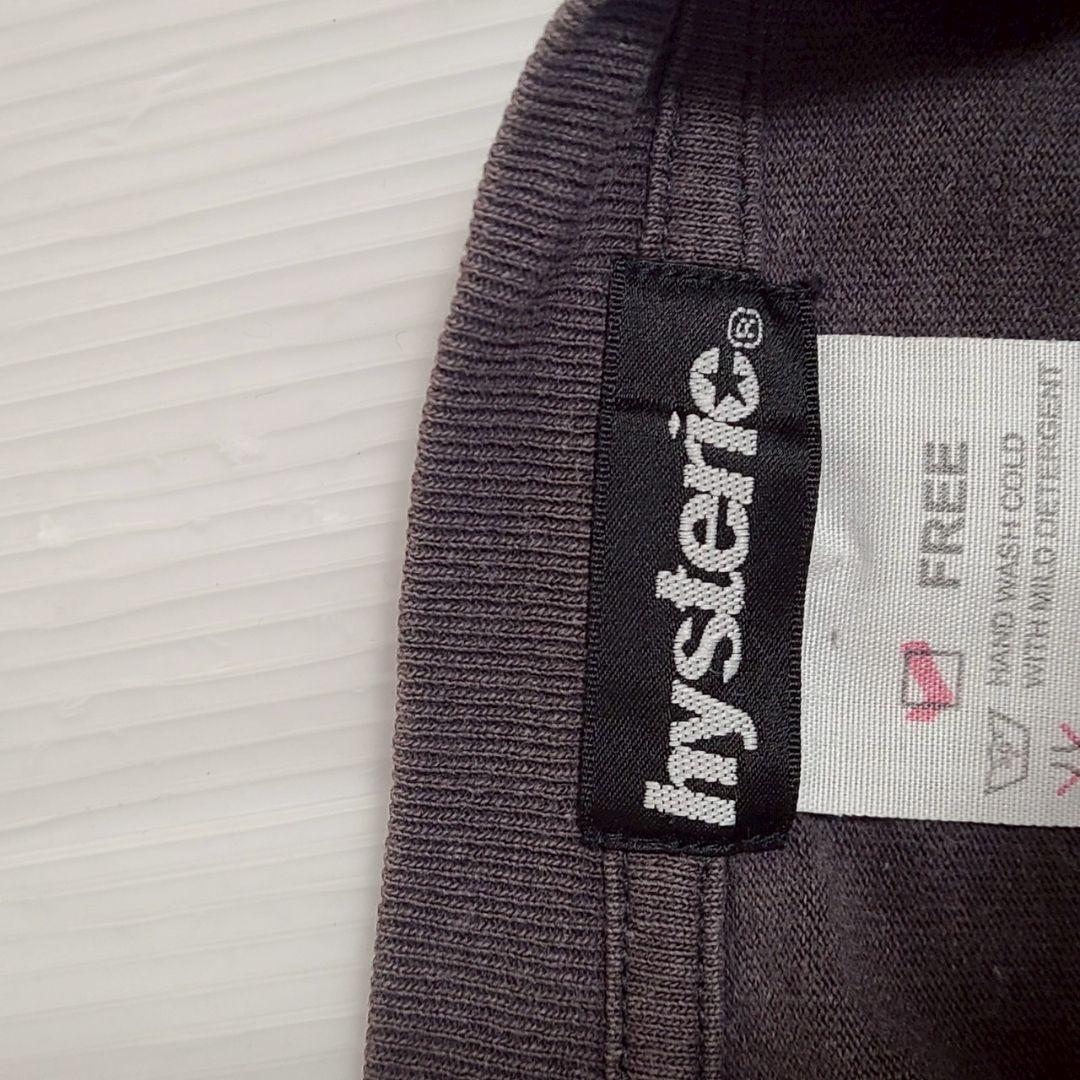 hysteric®
FREE
HAND WASH COLD
WITH MILD DETERGENT